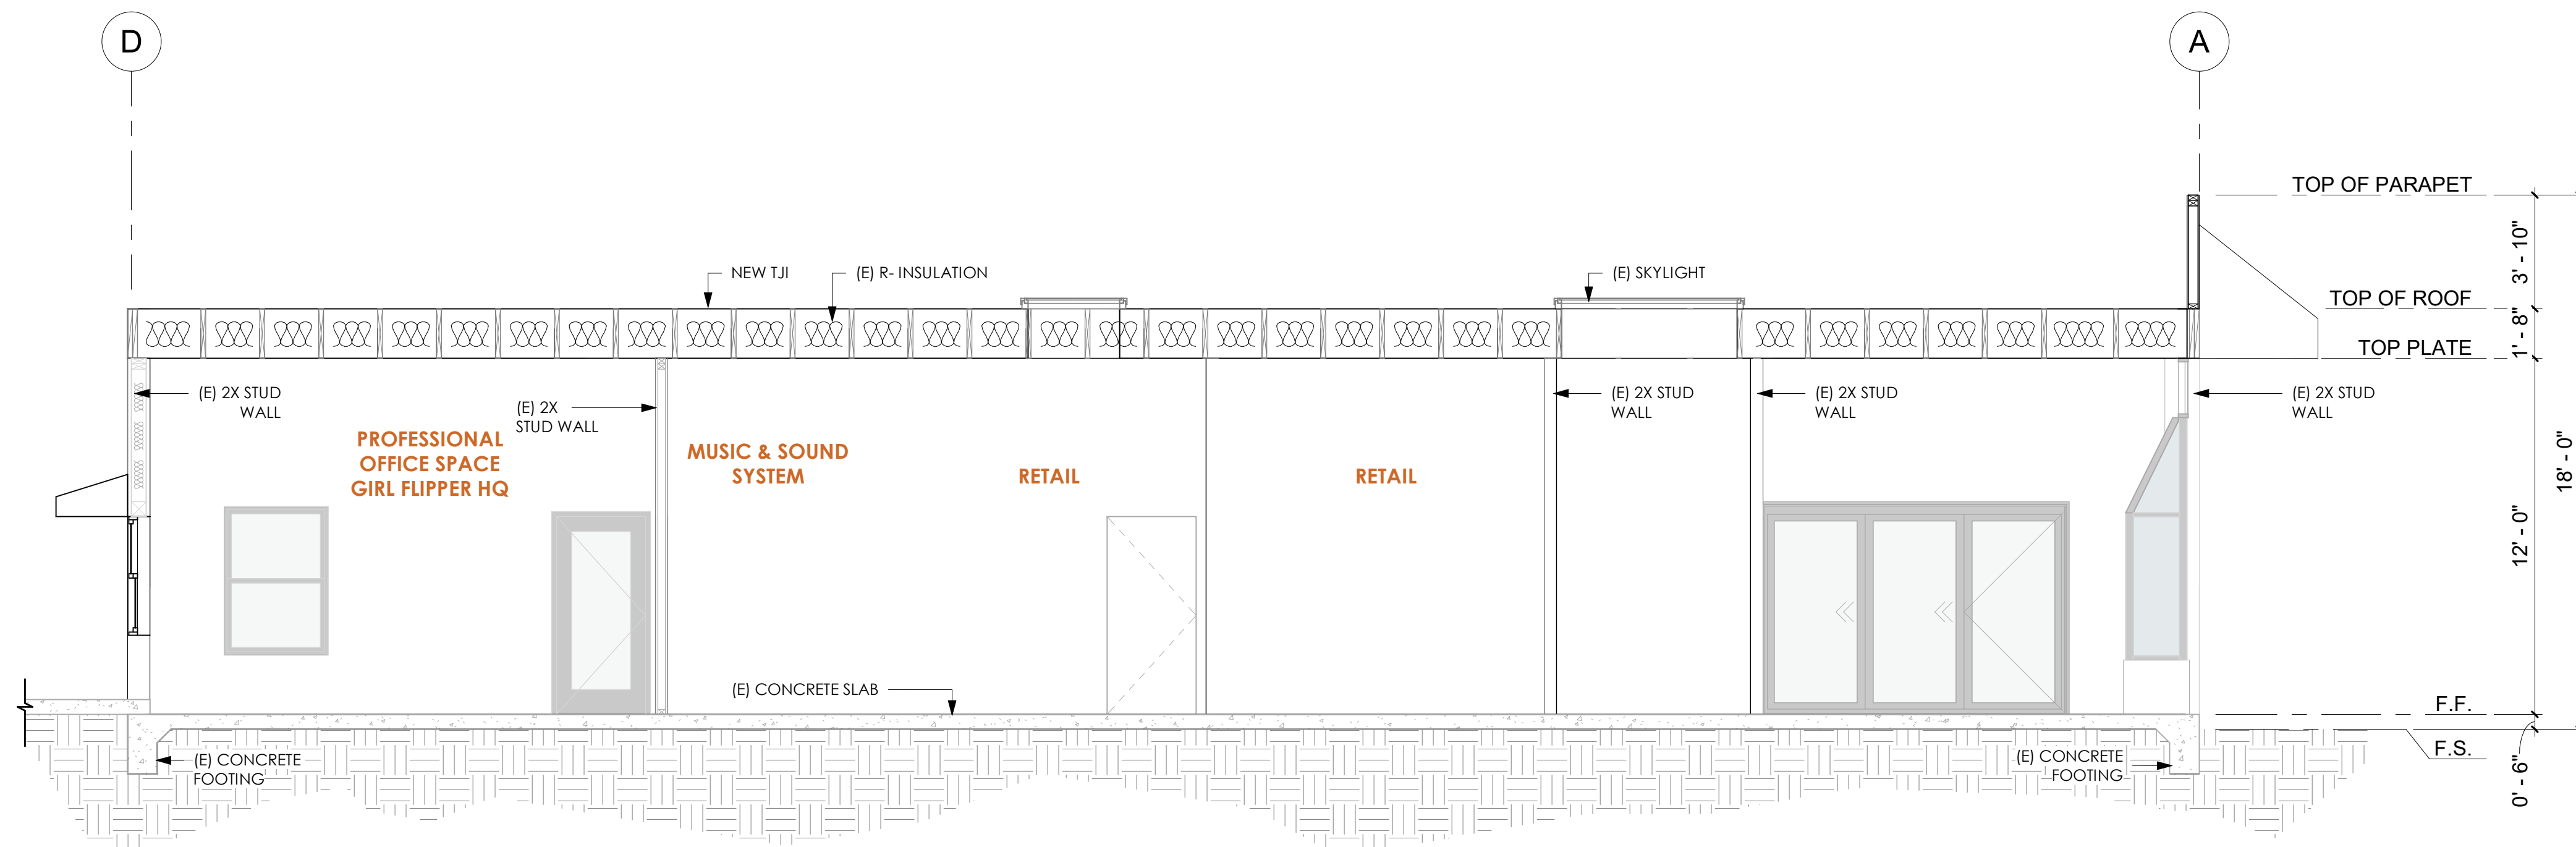 D
A
TOP OF PARAPET
3' - 10"
NEW TJI
(E) R- INSULATION
(E) SKYLIGHT
TOP OF ROOF
1' - 8"
TOP PLATE
(E) 2X STUD
WALL
(E) 2X
STUD WALL
(E) 2X STUD
WALL
(E) 2X STUD
WALL
(E) 2X STUD
WALL
PROFESSIONAL
OFFICE SPACE
GIRL FLIPPER HQ
MUSIC & SOUND
SYSTEM
RETAIL
RETAIL
18' - 0"
12' - 0"
(E) CONCRETE SLAB
F.F.
F.S.
0' - 6"
(E) CONCRETE
FOOTING
(E) CONCRETE
FOOTING